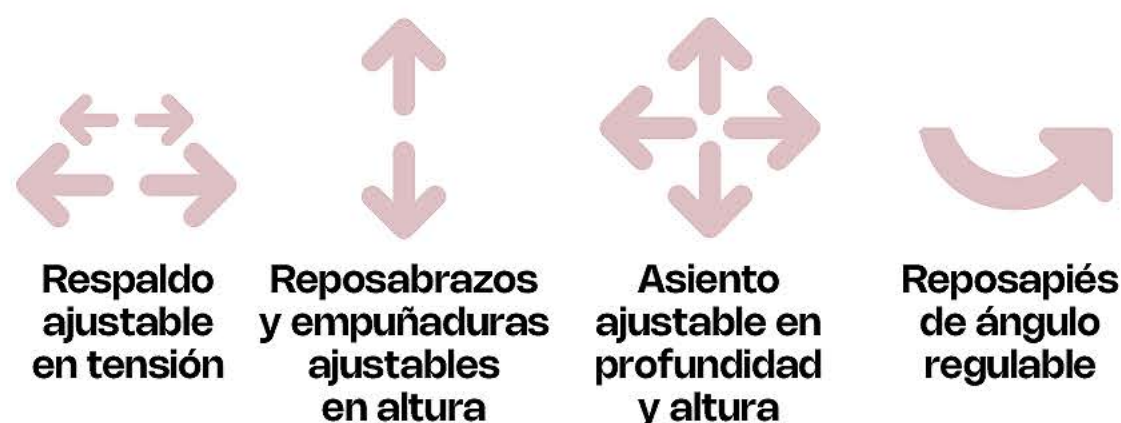 Respaldo
ajustable
en tensión
Reposabrazos
y empuñaduras
ajustables
en altura
Asiento
ajustable en
profundidad
y altura
Reposapiés
de ángulo
regulable